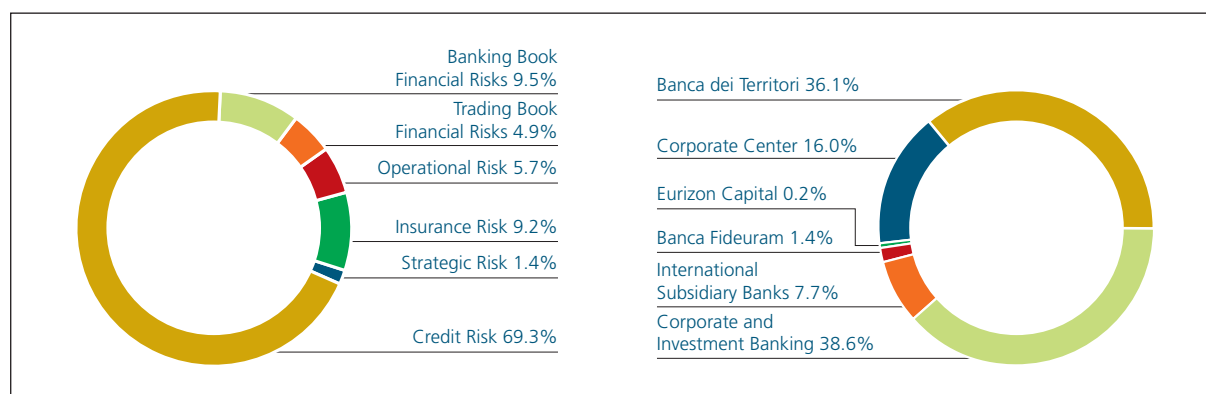 Banking Book
Financial Risks 9.5%
Trading Book
Financial Risks 4.9%
Operational Risk 5.7%
Insurance Risk 9.2%
Strategic Risk 1.4%
Credit Risk 69.3%
Banca dei Territori 36.1%
Corporate Center 16.0%
Eurizon Capital 0.2%
Banca Fideuram 1.4%
International
Subsidiary Banks 7.7%
Corporate and
Investment Banking 38.6%